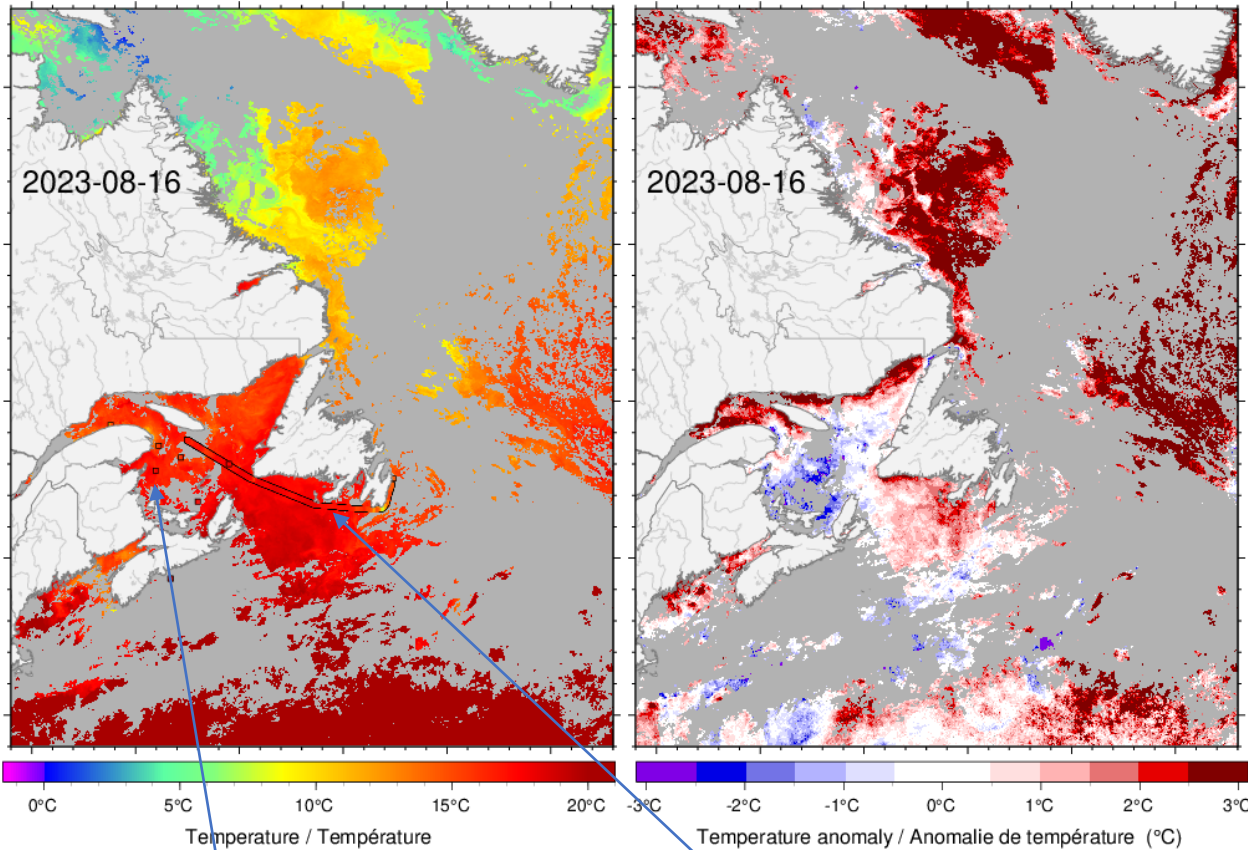 2023-08-16
2023-08-16
0°C 5°C 10°C 15°C 20°C
Temperature / Température
-3°C -2°C -1°C 0°C 1°C 2°C 3°C
Temperature anomaly / Anomalie de température (°C)